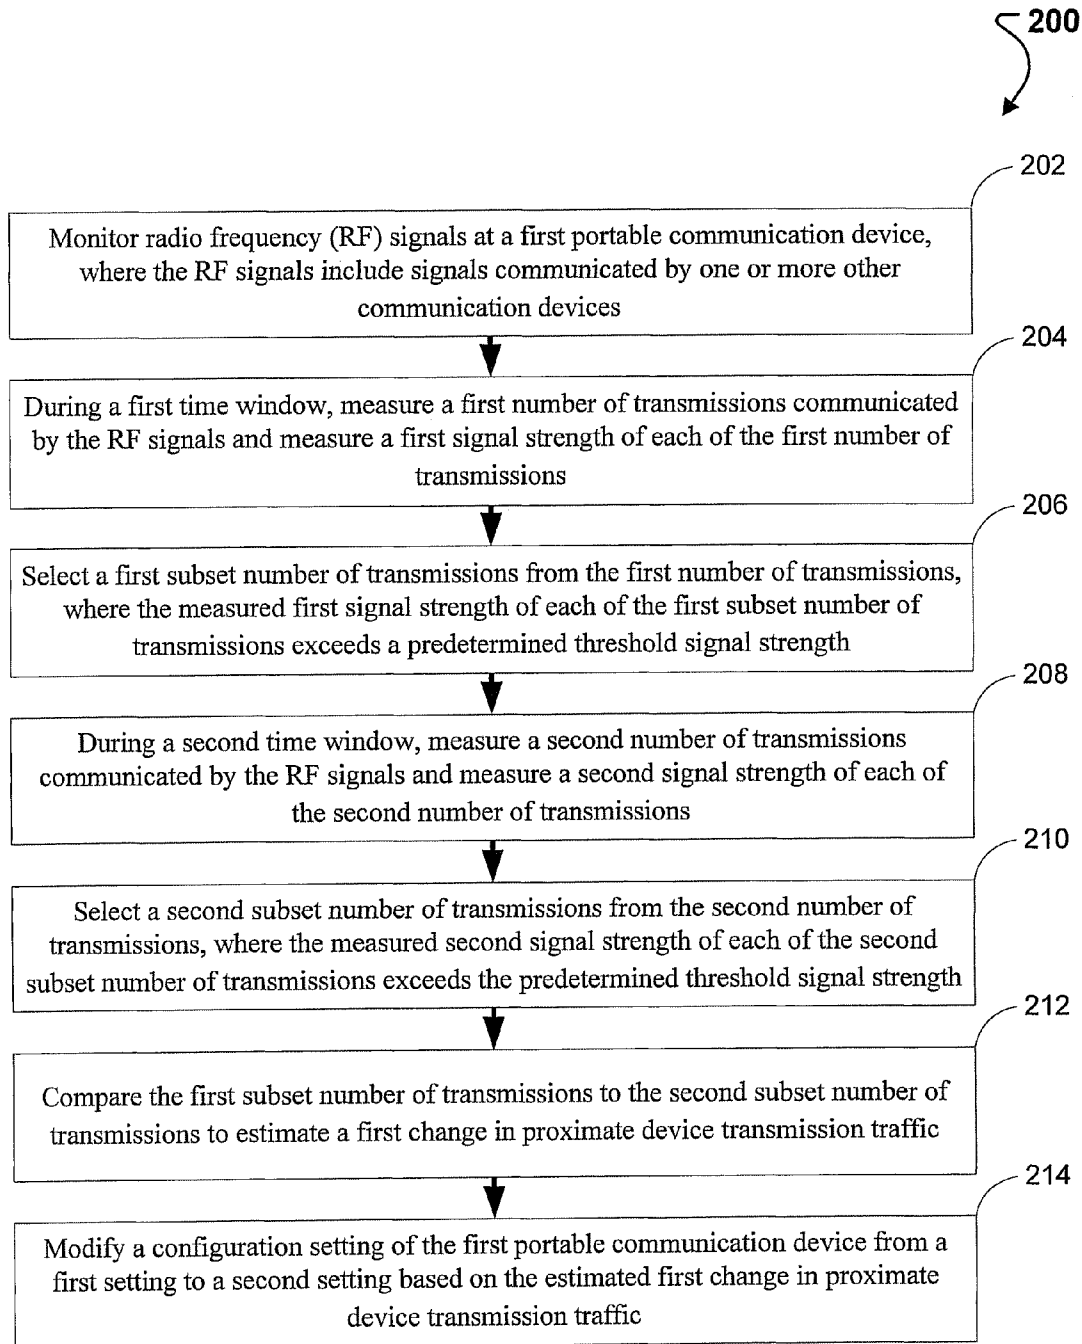 200
202
Monitor radio frequency (RF) signals at a first portable communication device,
where the RF signals include signals communicated by one or more other
communication devices
204
During a first time window, measure a first number of transmissions communicated
by the RF signals and measure a first signal strength of each of the first number of
transmissions
206
Select a first subset number of transmissions from the first number of transmissions,
where the measured first signal strength of each of the first subset number of
transmissions exceeds a predetermined threshold signal strength
208
During a second time window, measure a second number of transmissions
communicated by the RF signals and measure a second signal strength of each of
the second number of transmissions
210
Select a second subset number of transmissions from the second number of
transmissions, where the measured second signal strength of each of the second
subset number of transmissions exceeds the predetermined threshold signal strength
212
Compare the first subset number of transmissions to the second subset number of
transmissions to estimate a first change in proximate device transmission traffic
214
Modify a configuration setting of the first portable communication device from a
first setting to a second setting based on the estimated first change in proximate
device transmission traffic